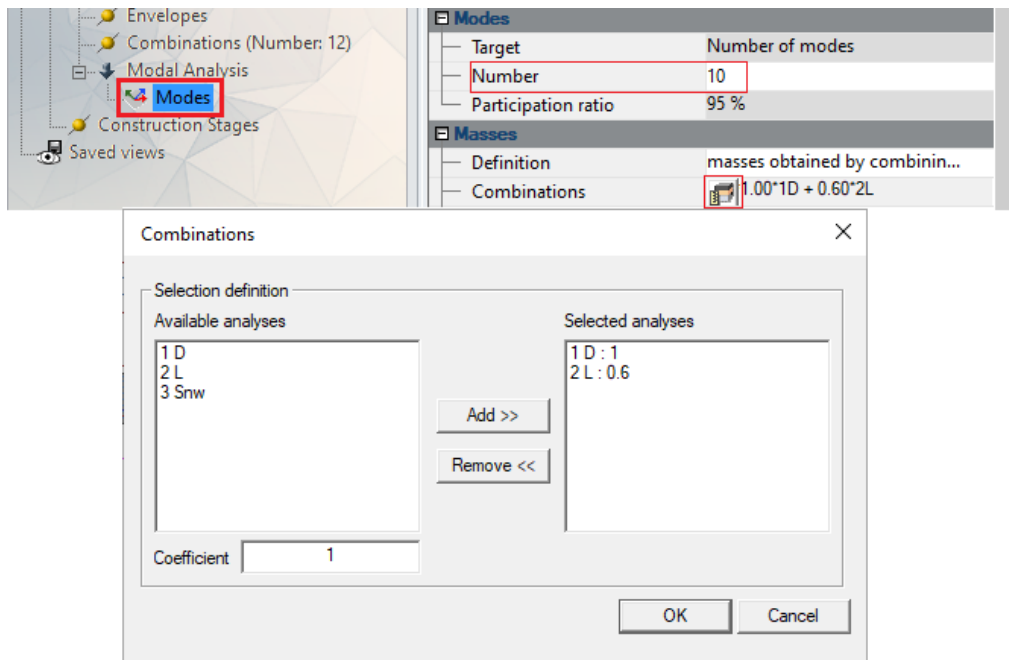 Envelopes
Combinations (Number: 12)
Modal Analysis
Modes
Construction Stages
Saved views
Modes
Target Number of modes
Number 10
Participation ratio 95 %
Masses
Definition masses obtained by combinin...
Combinations 1.00*1D + 0.60*2L
Combinations
Selection definition
Available analyses Selected analyses
1 D 1 D : 1
2 L 2 L : 0.6
3 Snw
Add >>
Remove <<
Coefficient 1
OK Cancel